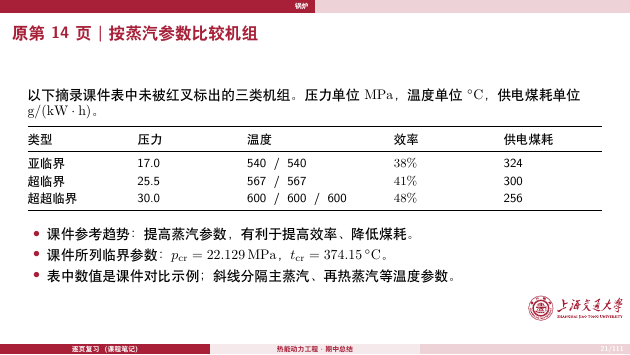 锅炉
原第 14 页 | 按蒸汽参数比较机组
以下摘录课件表中未被红叉标出的三类机组。压力单位 MPa，温度单位 °C，供电煤耗单位
g/(kW · h)。
类型 压力 温度 效率 供电煤耗
亚临界 17.0 540 / 540 38% 324
超临界 25.5 567 / 567 41% 300
超超临界 30.0 600 / 600 / 600 48% 256
• 课件参考趋势：提高蒸汽参数，有利于提高效率、降低煤耗。
• 课件所列临界参数：pcr = 22.129 MPa，tcr = 374.15 °C。
• 表中数值是课件对比示例；斜线分隔主蒸汽、再热蒸汽等温度参数。
上海交通大学
SHANGHAI JIAO TONG UNIVERSITY
逐页复习（课程笔记） 热能动力工程 · 期中总结 21/111